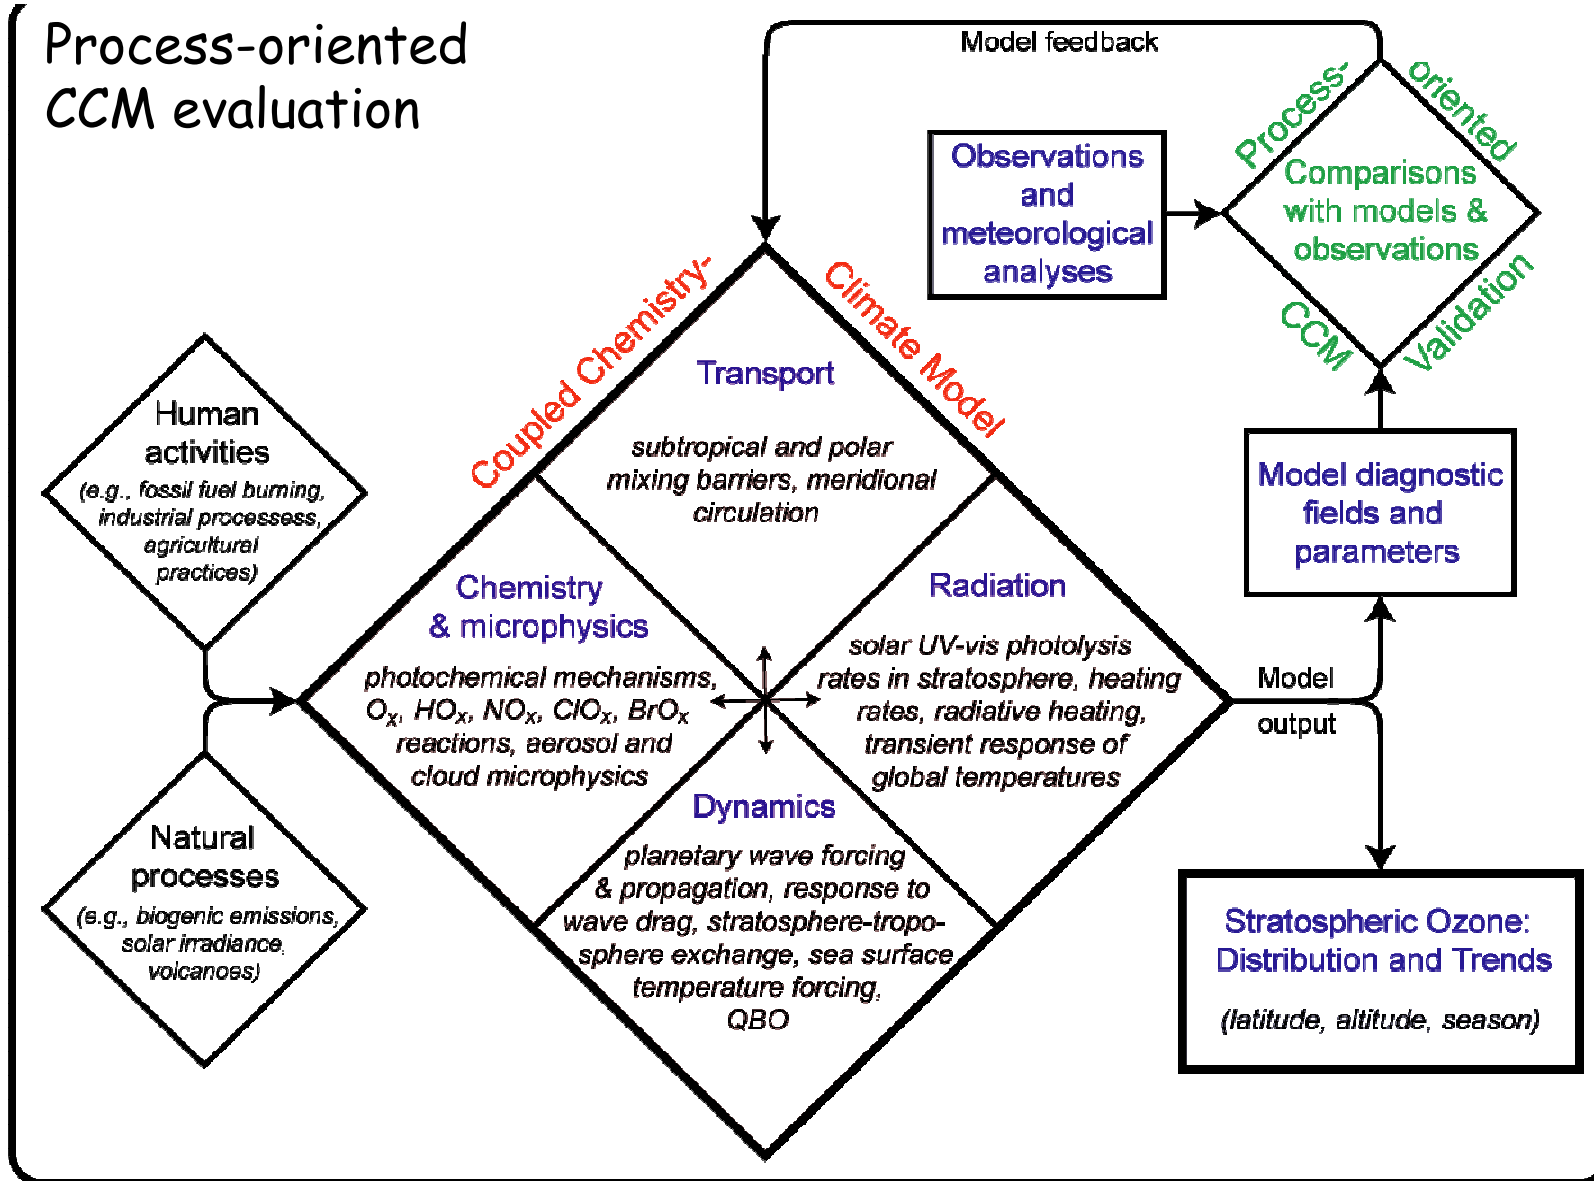 Process-oriented
CCM evaluation
Model feedback
Process-
oriented
CCM
Validation
Comparisons
with models &
observations
Observations
and
meteorological
analyses
Coupled Chemistry-
Climate Model
Transport
subtropical and polar
mixing barriers, meridional
circulation
Human
activities
(e.g., fossil fuel burning,
industrial processess,
agricultural
practices)
Model diagnostic
fields and
parameters
Chemistry
& microphysics
photochemical mechanisms,
Oₓ, HOₓ, NOₓ, ClOₓ, BrOₓ
reactions, aerosol and
cloud microphysics
Radiation
solar UV-vis photolysis
rates in stratosphere, heating
rates, radiative heating,
transient response of
global temperatures
Model
output
Dynamics
planetary wave forcing
& propagation, response to
wave drag, stratosphere-tropo-
sphere exchange, sea surface
temperature forcing,
QBO
Natural
processes
(e.g., biogenic emissions,
solar irradiance,
volcanoes)
Stratospheric Ozone:
Distribution and Trends
(latitude, altitude, season)